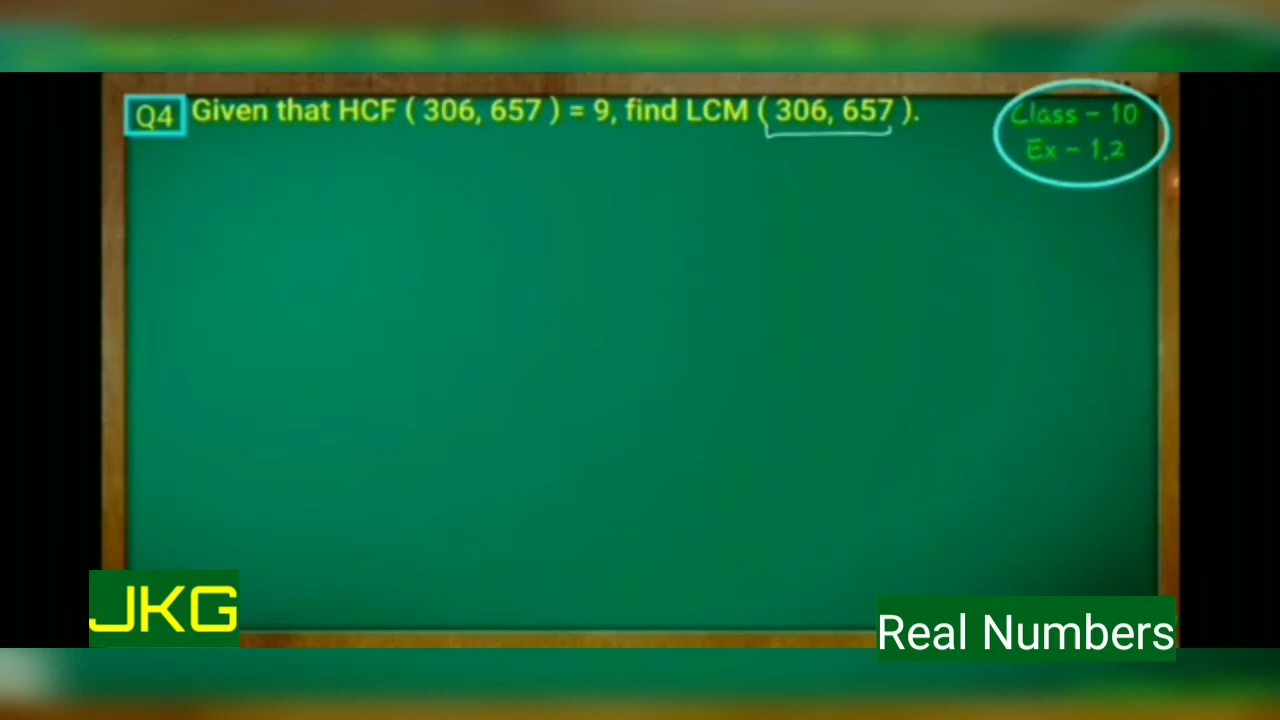 Q4 Given that HCF ( 306, 657 ) = 9, find LCM ( 306, 657 ).
Class - 10
Ex - 1.2
JKG
Real Numbers